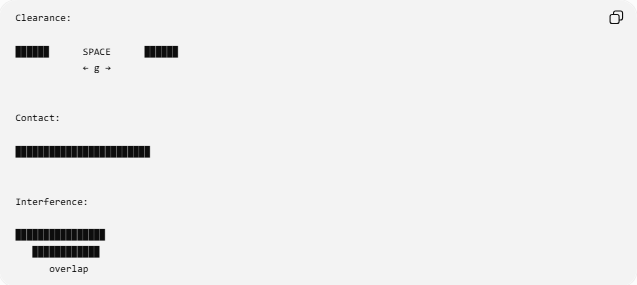 Clearance:
██████      SPACE      ██████
            ← g →
Contact:
████████████████████████
Interference:
████████████████
   ████████████
      overlap